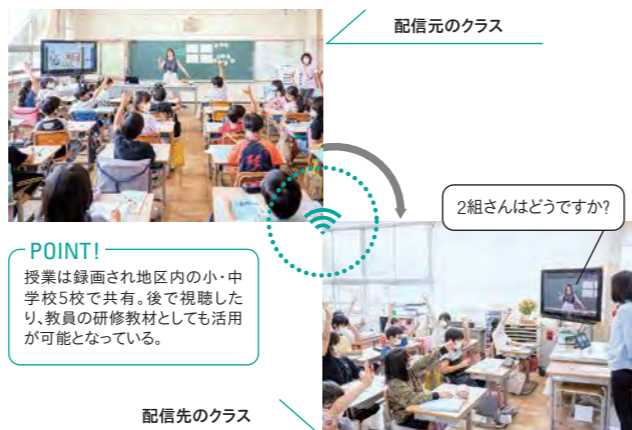 配信元のクラス
2組さんはどうですか?
POINT!
授業は録画され地区内の小・中
学校5校で共有。後で視聴した
り、教員の研修教材としても活用
が可能となっている。
配信先のクラス